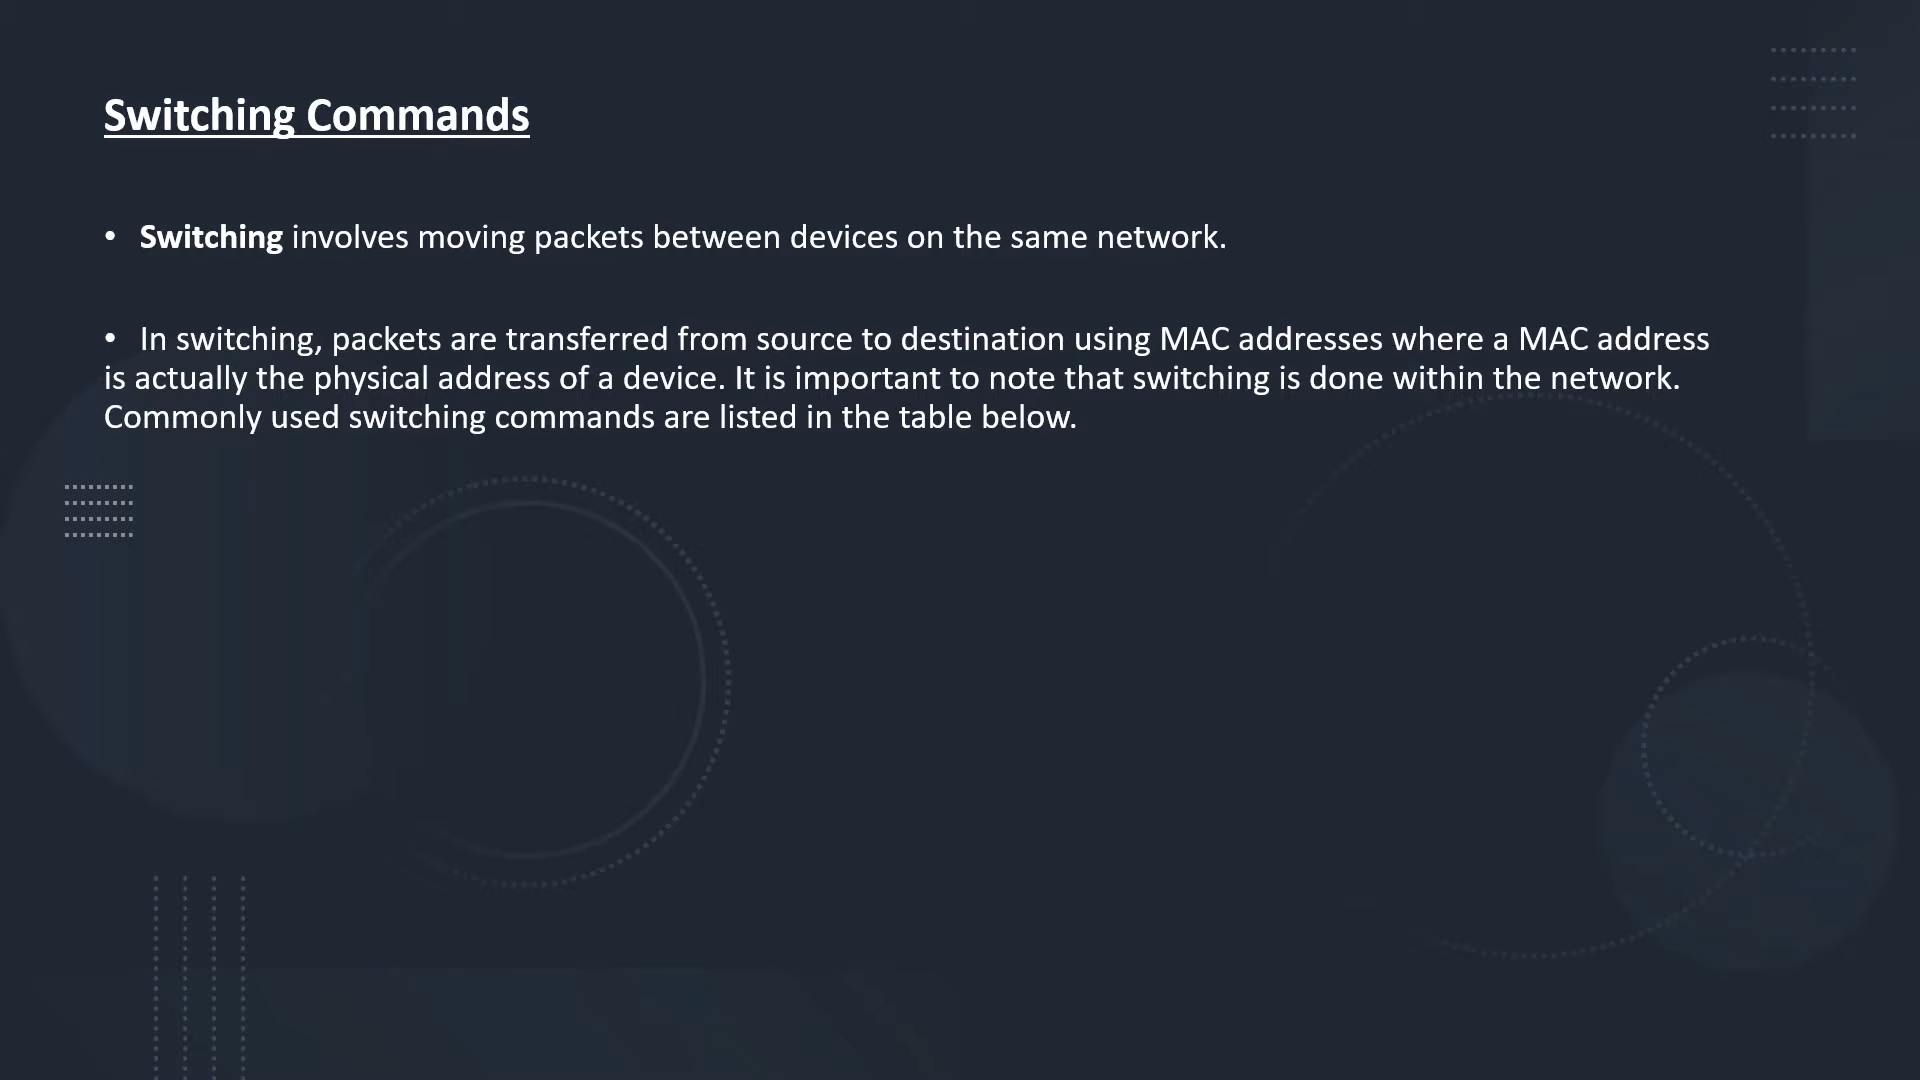 Switching Commands
• Switching involves moving packets between devices on the same network.
• In switching, packets are transferred from source to destination using MAC addresses where a MAC address
is actually the physical address of a device. It is important to note that switching is done within the network.
Commonly used switching commands are listed in the table below.